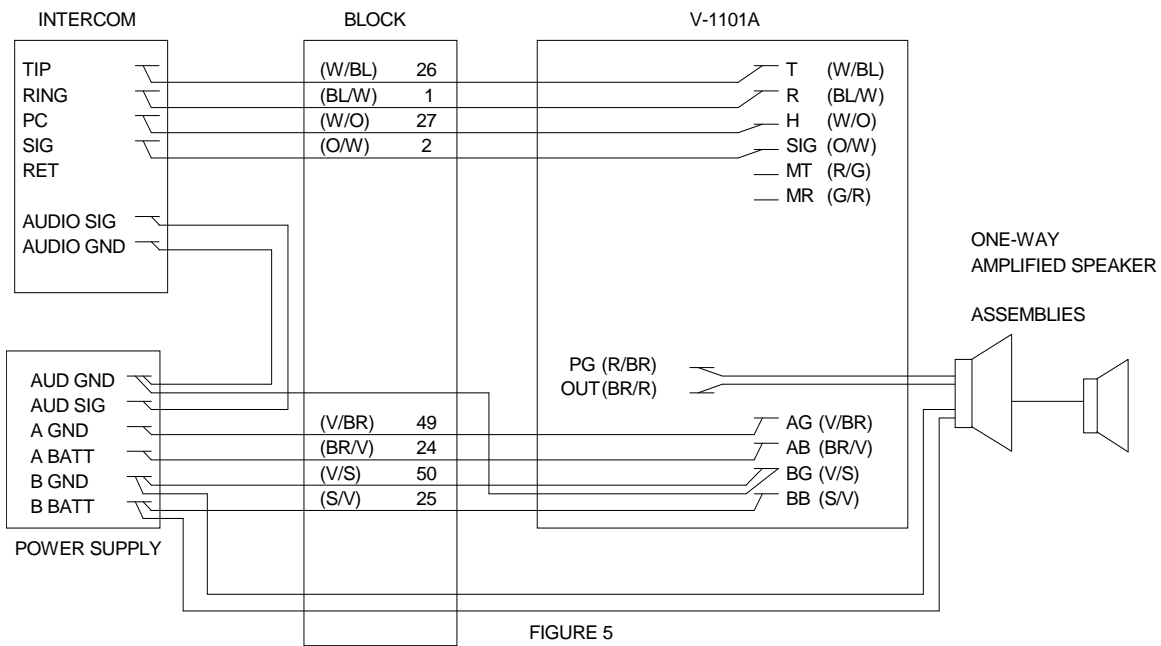 INTERCOM BLOCK V-1101A
TIP (W/BL) 26 T (W/BL)
RING (BL/W) 1 R (BL/W)
PC (W/O) 27 H (W/O)
SIG (O/W) 2 SIG (O/W)
RET MT (R/G)
MR (G/R)
AUDIO SIG
AUDIO GND
ONE-WAY
AMPLIFIED SPEAKER
ASSEMBLIES
PG (R/BR)
OUT(BR/R)
AUD GND
AUD SIG
A GND (V/BR) 49 AG (V/BR)
A BATT (BR/V) 24 AB (BR/V)
B GND (V/S) 50 BG (V/S)
B BATT (S/V) 25 BB (S/V)
POWER SUPPLY
FIGURE 5